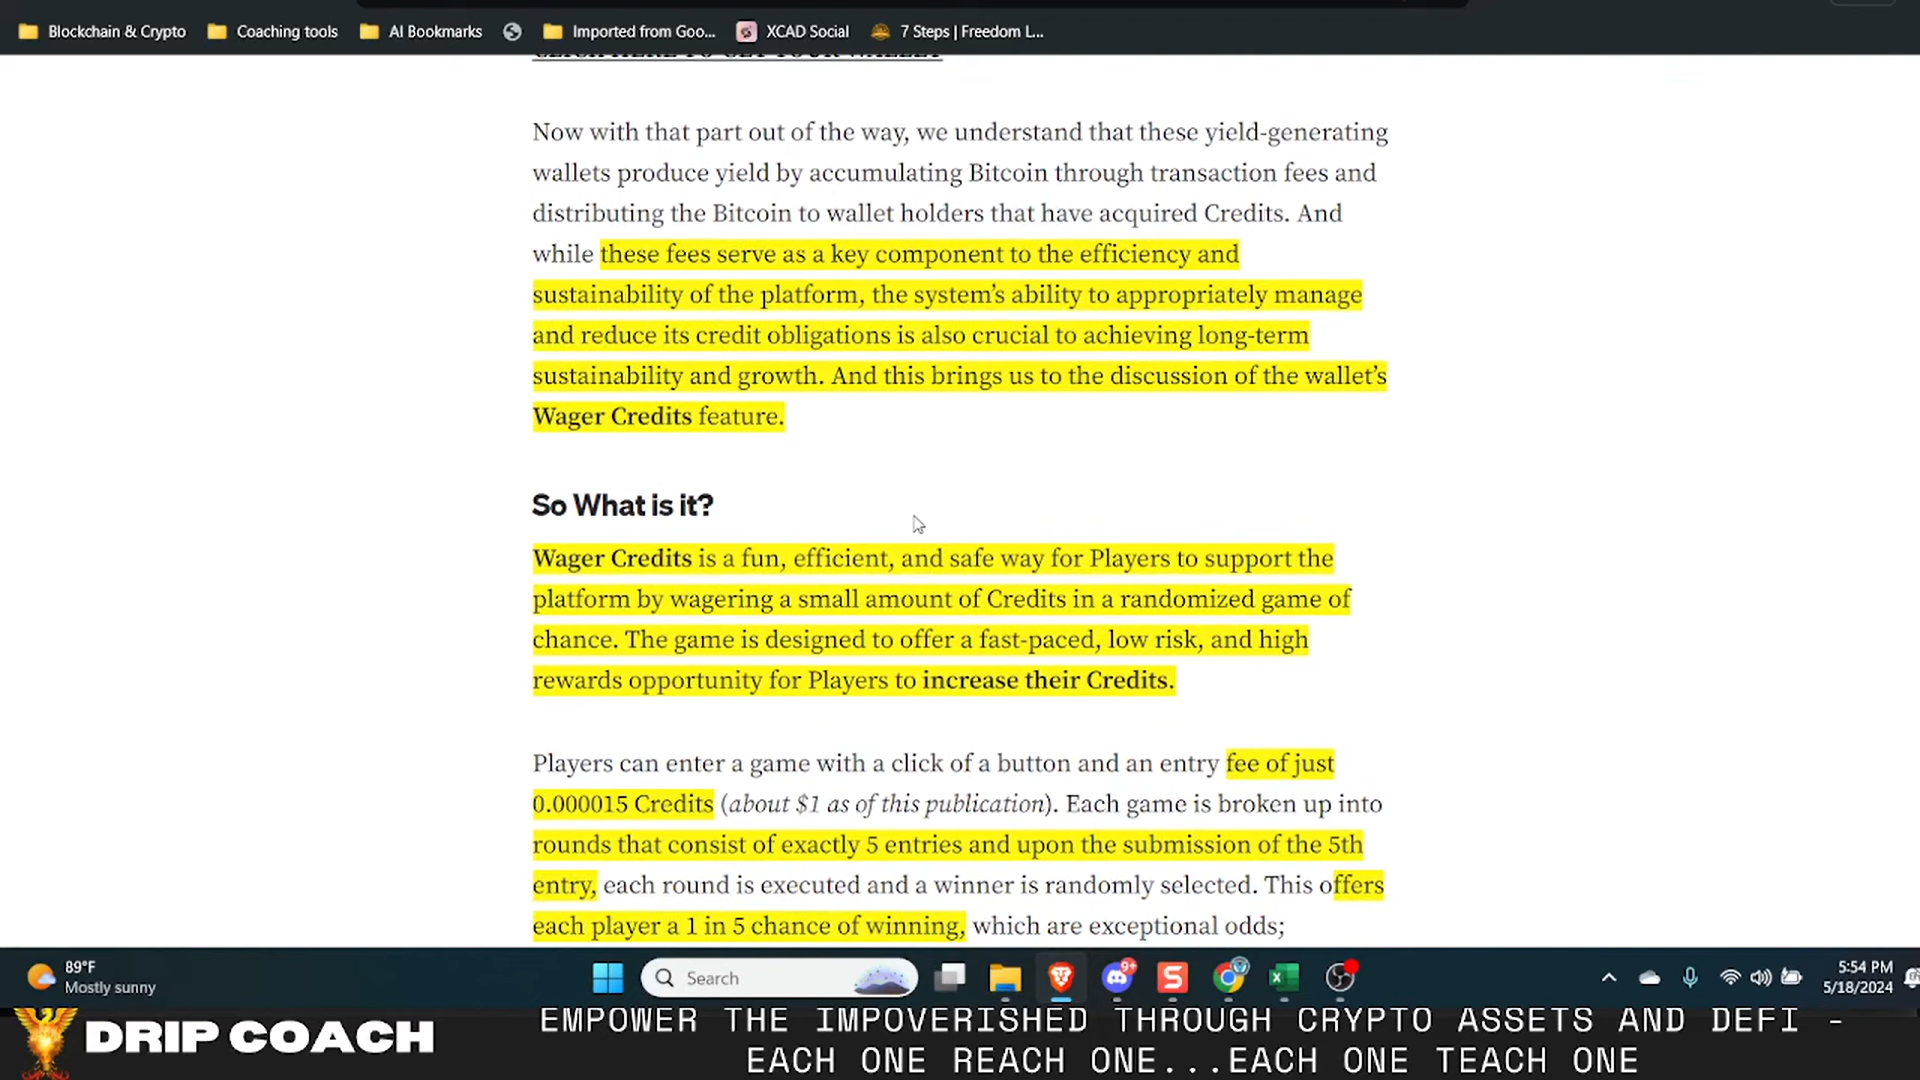 Blockchain & Crypto Coaching tools AI Bookmarks Imported from Goo... XCAD Social 7 Steps | Freedom L...
CLICK HERE TO GET YOUR WALLET
Now with that part out of the way, we understand that these yield-generating
wallets produce yield by accumulating Bitcoin through transaction fees and
distributing the Bitcoin to wallet holders that have acquired Credits. And
while these fees serve as a key component to the efficiency and
sustainability of the platform, the system’s ability to appropriately manage
and reduce its credit obligations is also crucial to achieving long-term
sustainability and growth. And this brings us to the discussion of the wallet’s
Wager Credits feature.
So What is it?
Wager Credits is a fun, efficient, and safe way for Players to support the
platform by wagering a small amount of Credits in a randomized game of
chance. The game is designed to offer a fast-paced, low risk, and high
rewards opportunity for Players to increase their Credits.
Players can enter a game with a click of a button and an entry fee of just
0.000015 Credits (about $1 as of this publication). Each game is broken up into
rounds that consist of exactly 5 entries and upon the submission of the 5th
entry, each round is executed and a winner is randomly selected. This offers
each player a 1 in 5 chance of winning, which are exceptional odds;
89°F
Mostly sunny
Search
9+
5:54 PM
5/18/2024
DRIP COACH
EMPOWER THE IMPOVERISHED THROUGH CRYPTO ASSETS AND DEFI -
EACH ONE REACH ONE...EACH ONE TEACH ONE